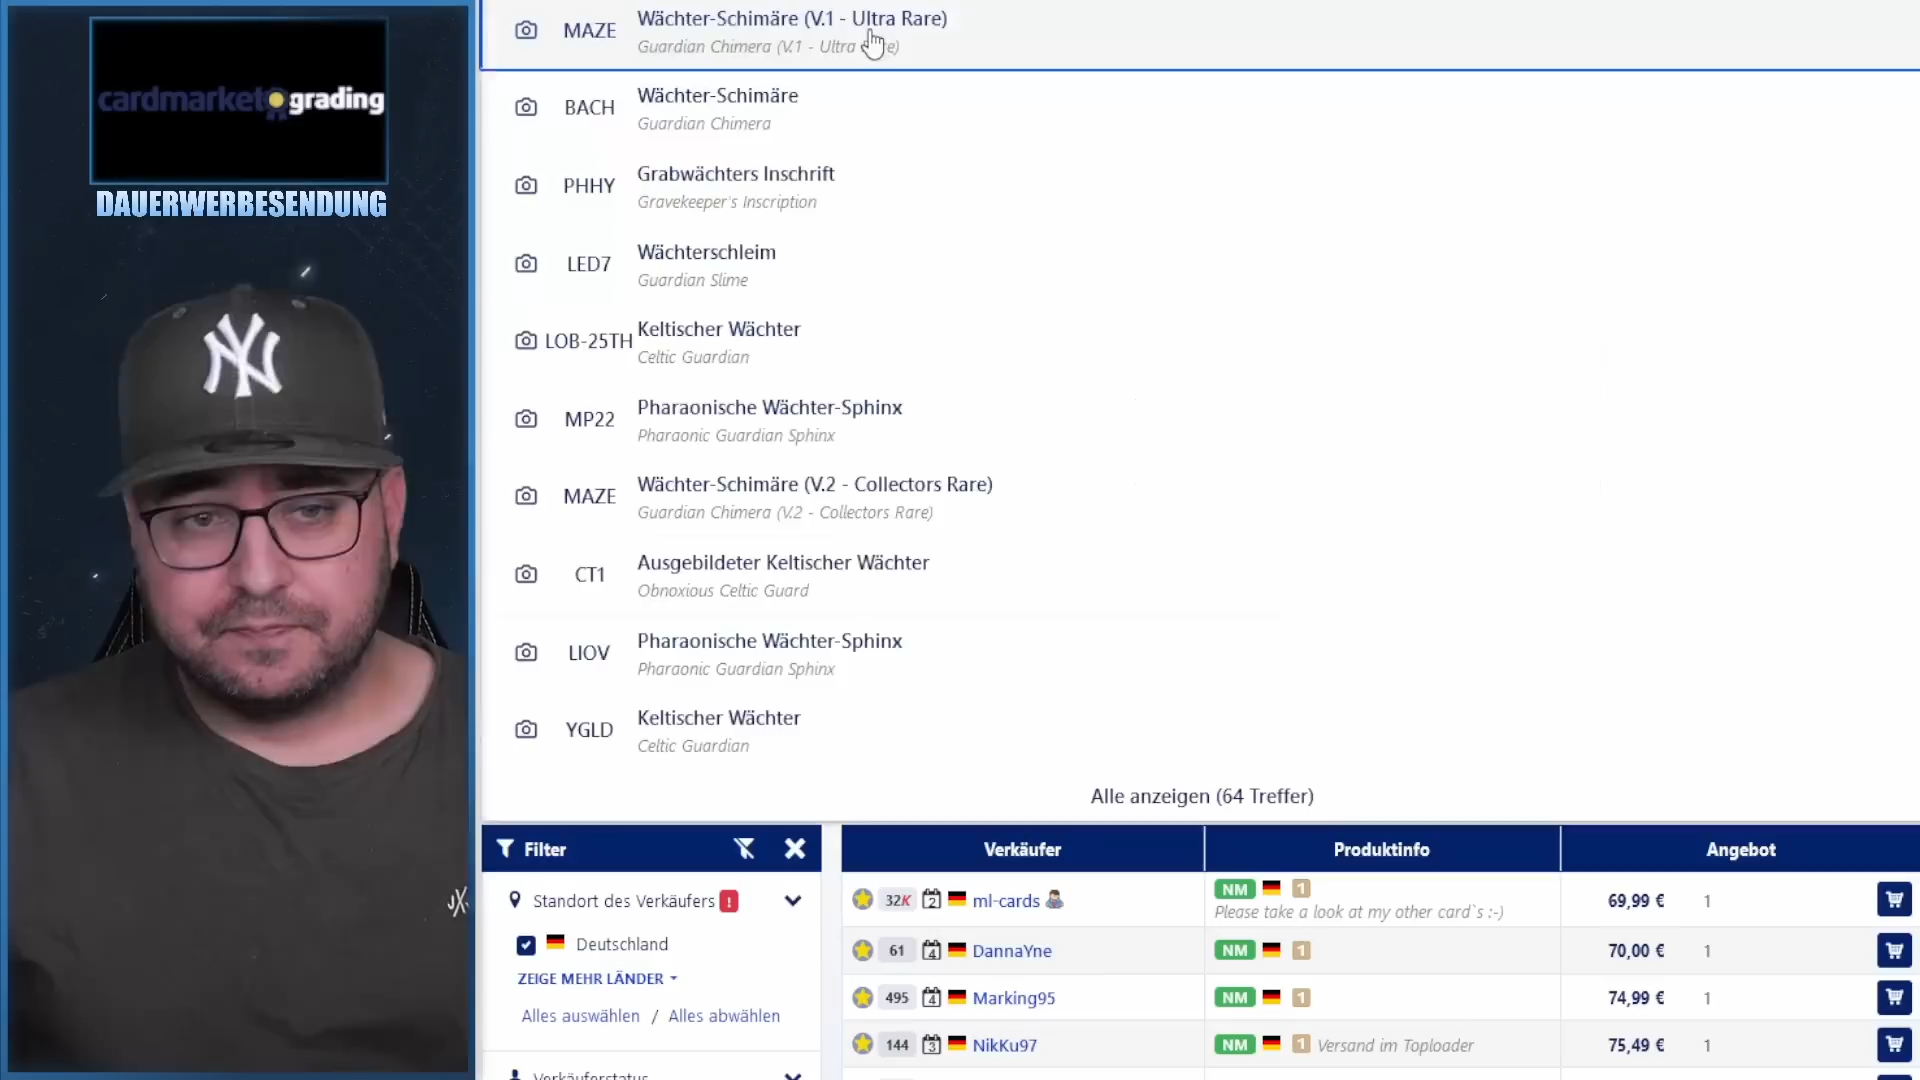 cardmarket grading
DAUERWERBESENDUNG
NY
MAZE
Wächter-Schimäre (V.1 - Ultra Rare)
Guardian Chimera (V.1 - Ultra
BACH
Wächter-Schimäre
Guardian Chimera
PHHY
Grabwächters Inschrift
Gravekeeper's Inscription
LED7
Wächterschleim
Guardian Slime
LOB-25TH
Keltischer Wächter
Celtic Guardian
MP22
Pharaonische Wächter-Sphinx
Pharaonic Guardian Sphinx
MAZE
Wächter-Schimäre (V.2 - Collectors Rare)
Guardian Chimera (V.2 - Collectors Rare)
CT1
Ausgebildeter Keltischer Wächter
Obnoxious Celtic Guard
LIOV
Pharaonische Wächter-Sphinx
Pharaonic Guardian Sphinx
YGLD
Keltischer Wächter
Celtic Guardian
Alle anzeigen (64 Treffer)
Filter
Standort des Verkäufers !
Deutschland
ZEIGE MEHR LÄNDER
Alles auswählen / Alles abwählen
Verkäuferstatus
Verkäufer Produktinfo Angebot
32K 2 ml-cards NM 1 69,99 € 1
Please take a look at my other card`s :-)
61 4 DannaYne NM 1 70,00 € 1
495 4 Marking95 NM 1 74,99 € 1
144 3 NikKu97 NM 1 Versand im Toploader 75,49 € 1